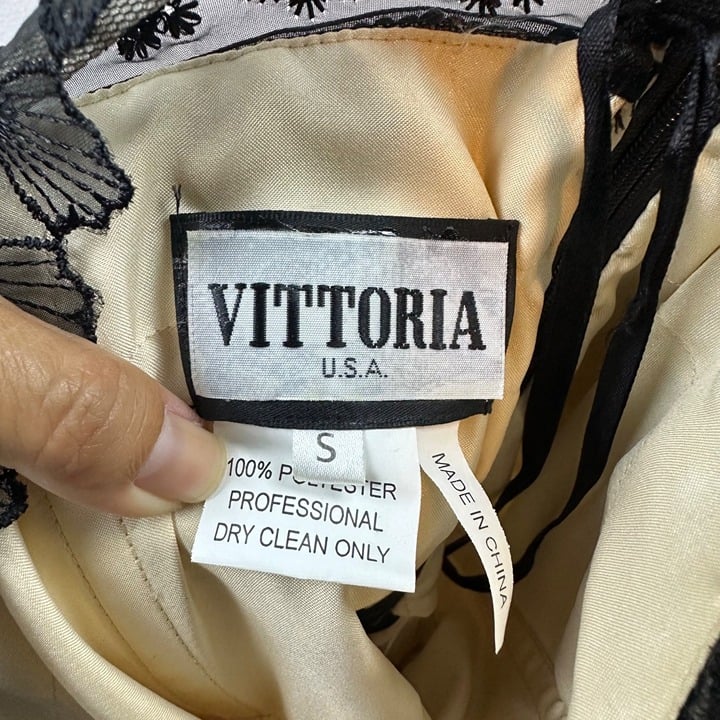 VITTORIA
U.S.A.
S
100% POLYESTER
PROFESSIONAL
DRY CLEAN ONLY
MADE IN CHINA